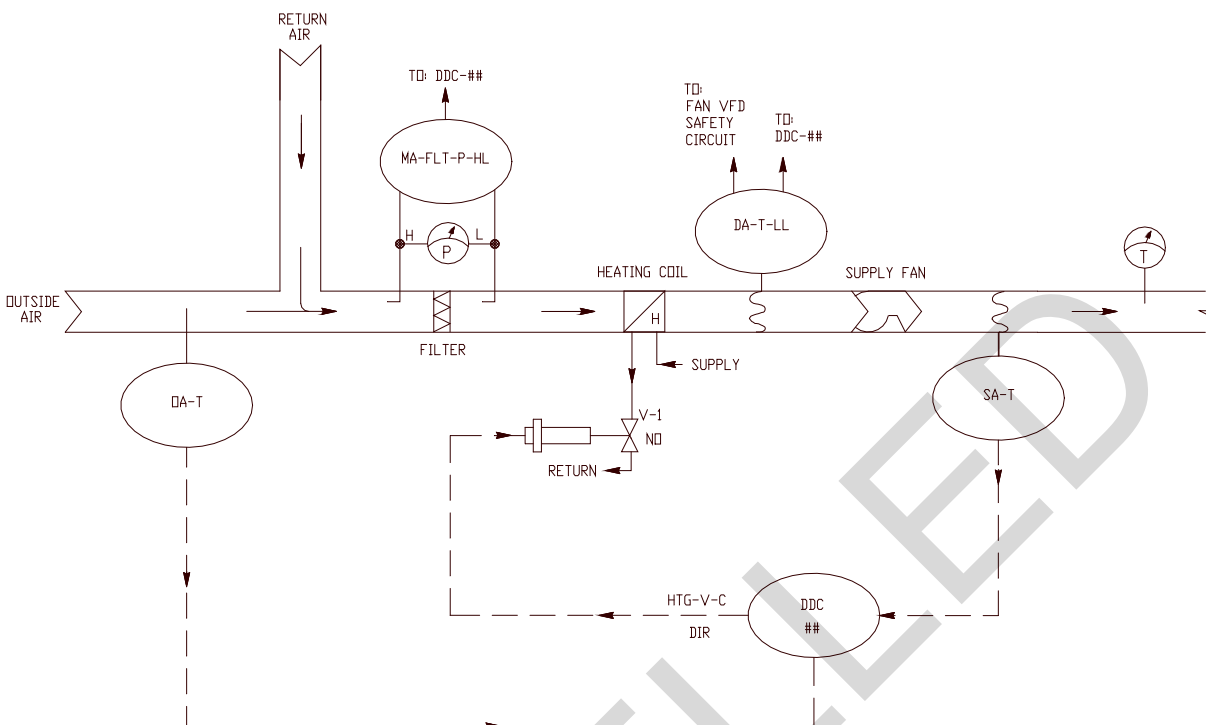 RETURN
AIR
TO: DDC-##
MA-FLT-P-HL
H
L
P
TO:
FAN VFD
SAFETY
CIRCUIT
TO:
DDC-##
DA-T-LL
HEATING COIL
SUPPLY FAN
T
OUTSIDE
AIR
H
FILTER
SUPPLY
OA-T
SA-T
V-1
NO
RETURN
HTG-V-C
DIR
DDC
##
LLED